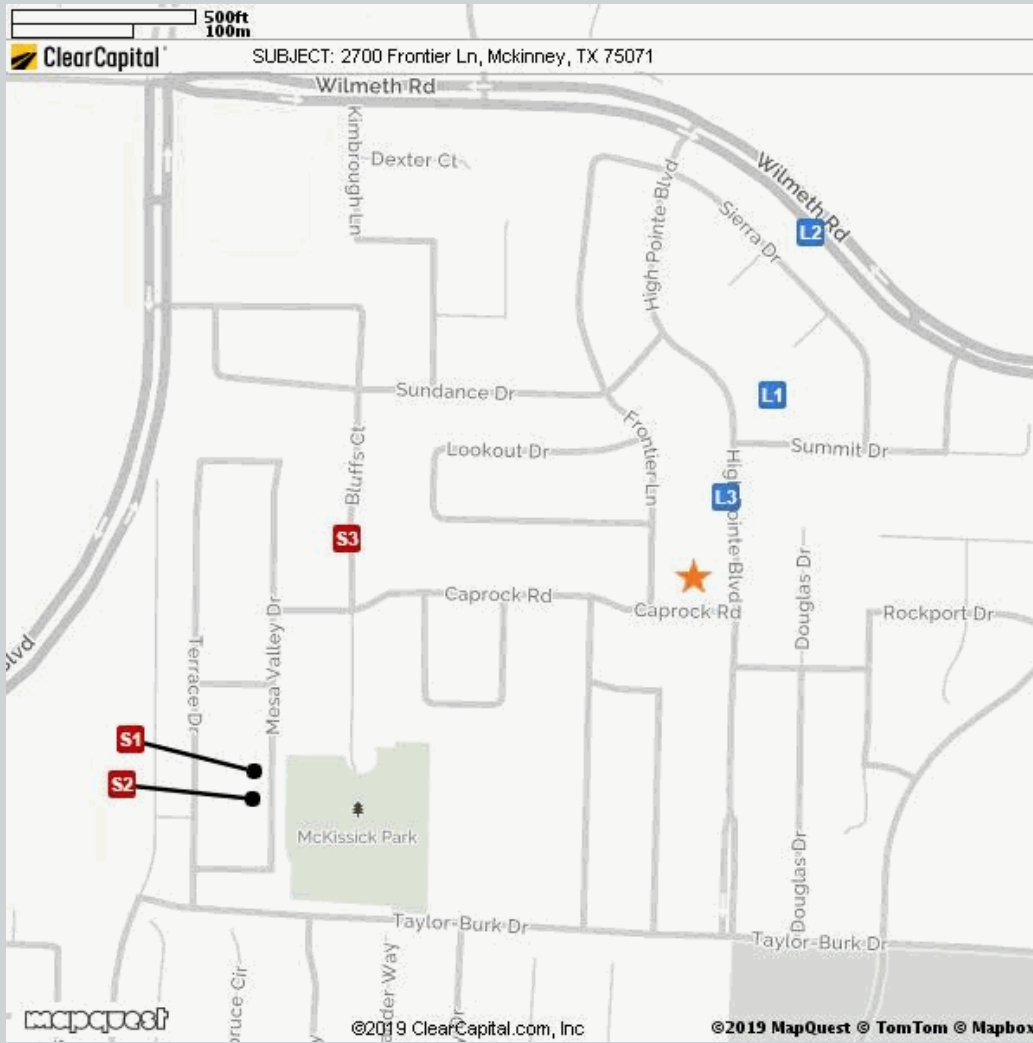 500ft
100m
ClearCapital SUBJECT: 2700 Frontier Ln, Mckinney, TX 75071
Wilmeth Rd
Kimbrough Ln
Dexter Ct
High Pointe Blvd
Sierra Dr
Wilmeth Rd
L2
L1
Sundance Dr
Frontier Ln
Bluffs Ct
Lookout Dr
Summit Dr
L3
High Pointe Blvd
S3
Douglas Dr
Caprock Rd
Caprock Rd
Rockport Dr
Mesa Valley Dr
Terrace Dr
Blvd
S1
S2
McKissick Park
Douglas Dr
Taylor-Burk Dr
Taylor-Burk Dr
mapquest
©2019 ClearCapital.com, Inc
©2019 MapQuest © TomTom © Mapbox